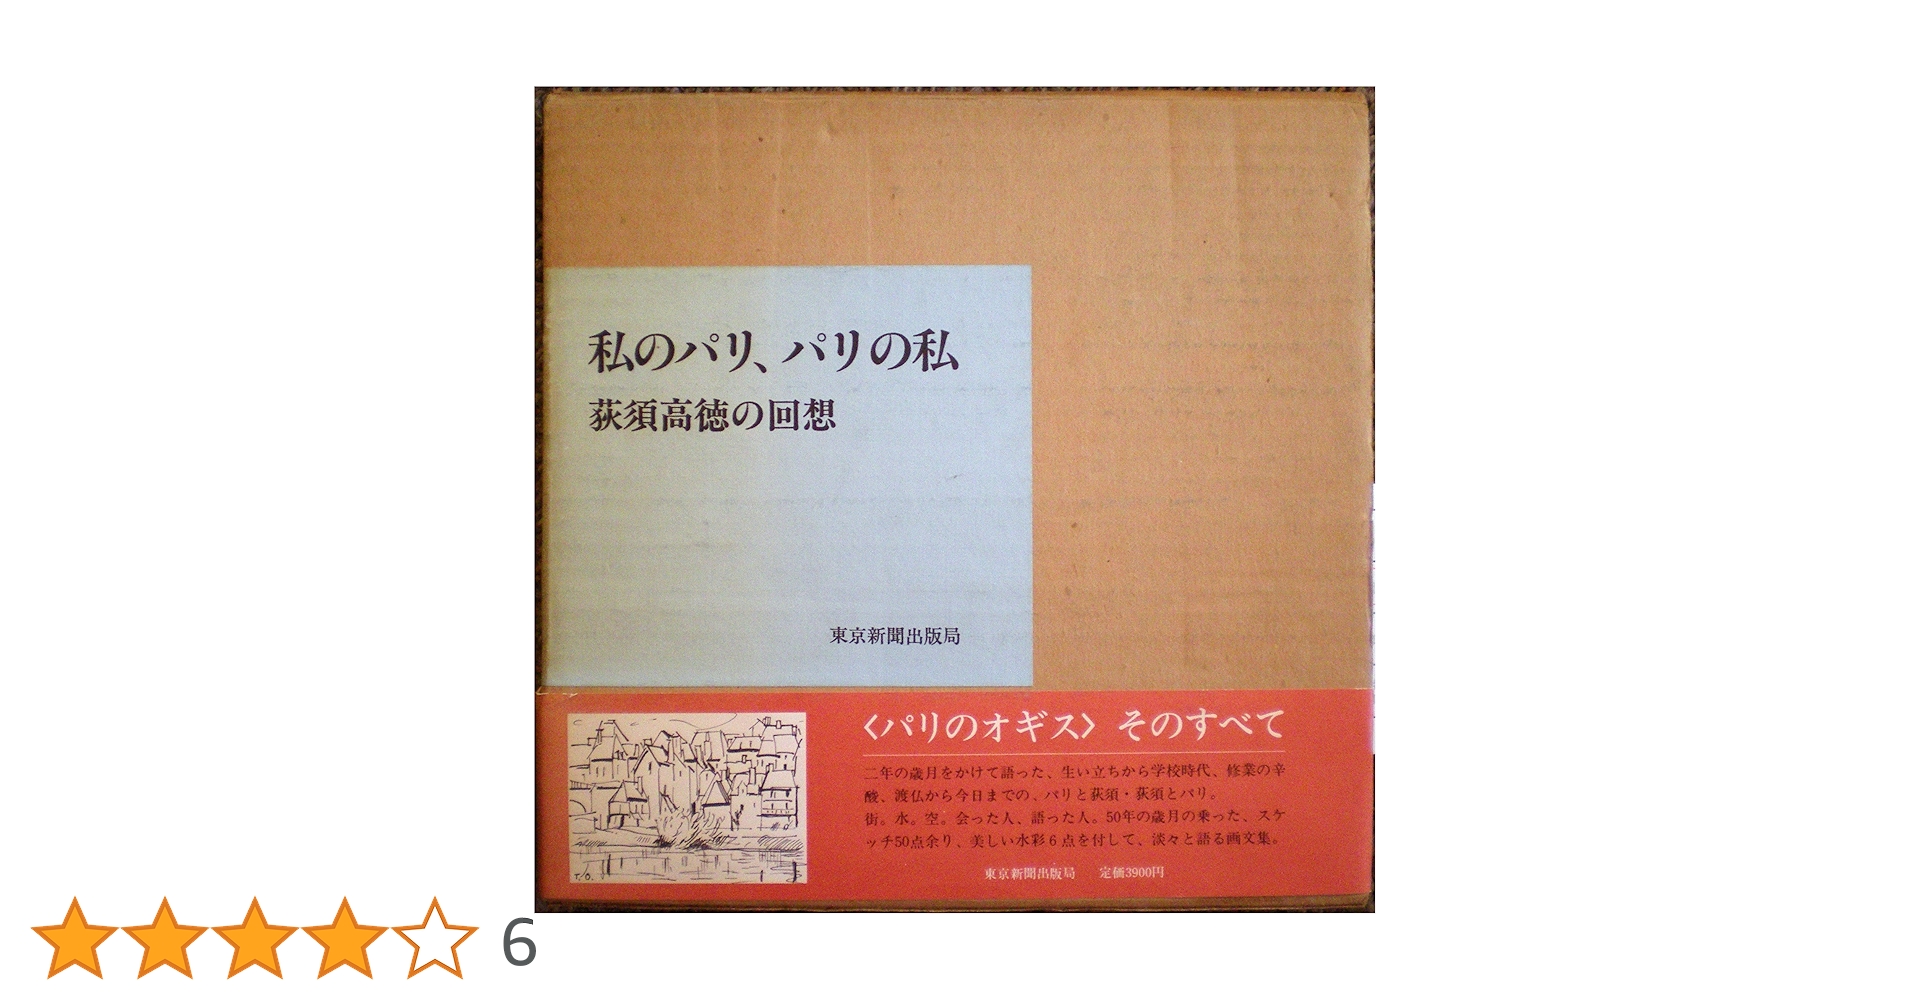 私のパリ、パリの私
荻須高徳の回想
東京新聞出版局
〈パリのオギス〉そのすべて
二年の歳月をかけて語った、生い立ちから学校時代、修業の辛
酸、渡仏から今日までの、パリと荻須・荻須とパリ。
街。水。空。会った人、語った人。50年の歳月の乗った、スケ
ッチ50点余り、美しい水彩6点を付して、淡々と語る画文集。
東京新聞出版局 定価3900円
T.O.
6